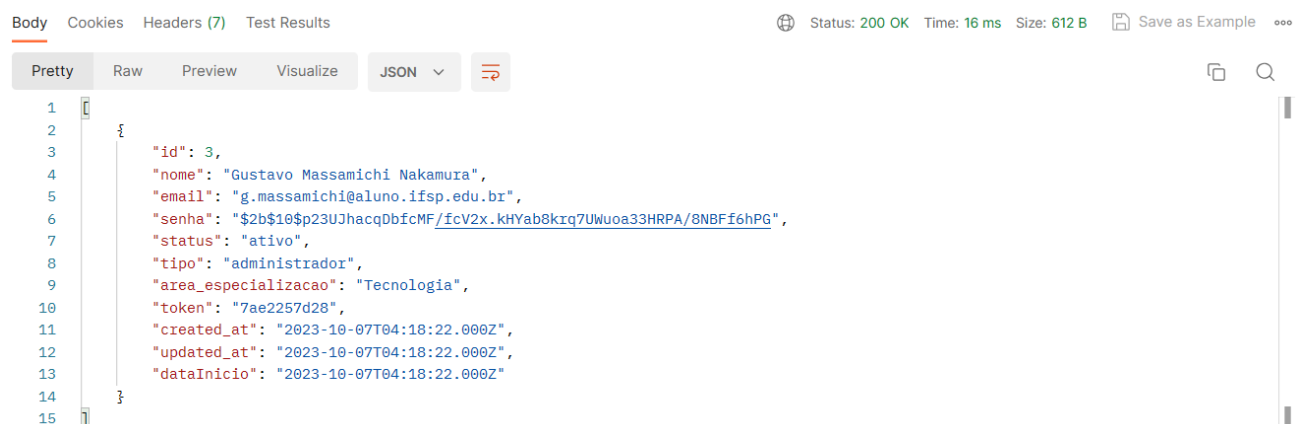 Body Cookies Headers (7) Test Results Status: 200 OK Time: 16 ms Size: 612 B Save as Example
Pretty Raw Preview Visualize JSON
1 [
2 {
3 "id": 3,
4 "nome": "Gustavo Massamichi Nakamura",
5 "email": "g.massamichi@aluno.ifsp.edu.br",
6 "senha": "$2b$10$p23UJhacqDbfcMF/fcV2x.kHYab8krq7UWuoa33HRPA/8NBFf6hPG",
7 "status": "ativo",
8 "tipo": "administrador",
9 "area_especializacao": "Tecnologia",
10 "token": "7ae2257d28",
11 "created_at": "2023-10-07T04:18:22.000Z",
12 "updated_at": "2023-10-07T04:18:22.000Z",
13 "dataInicio": "2023-10-07T04:18:22.000Z"
14 }
15 ]